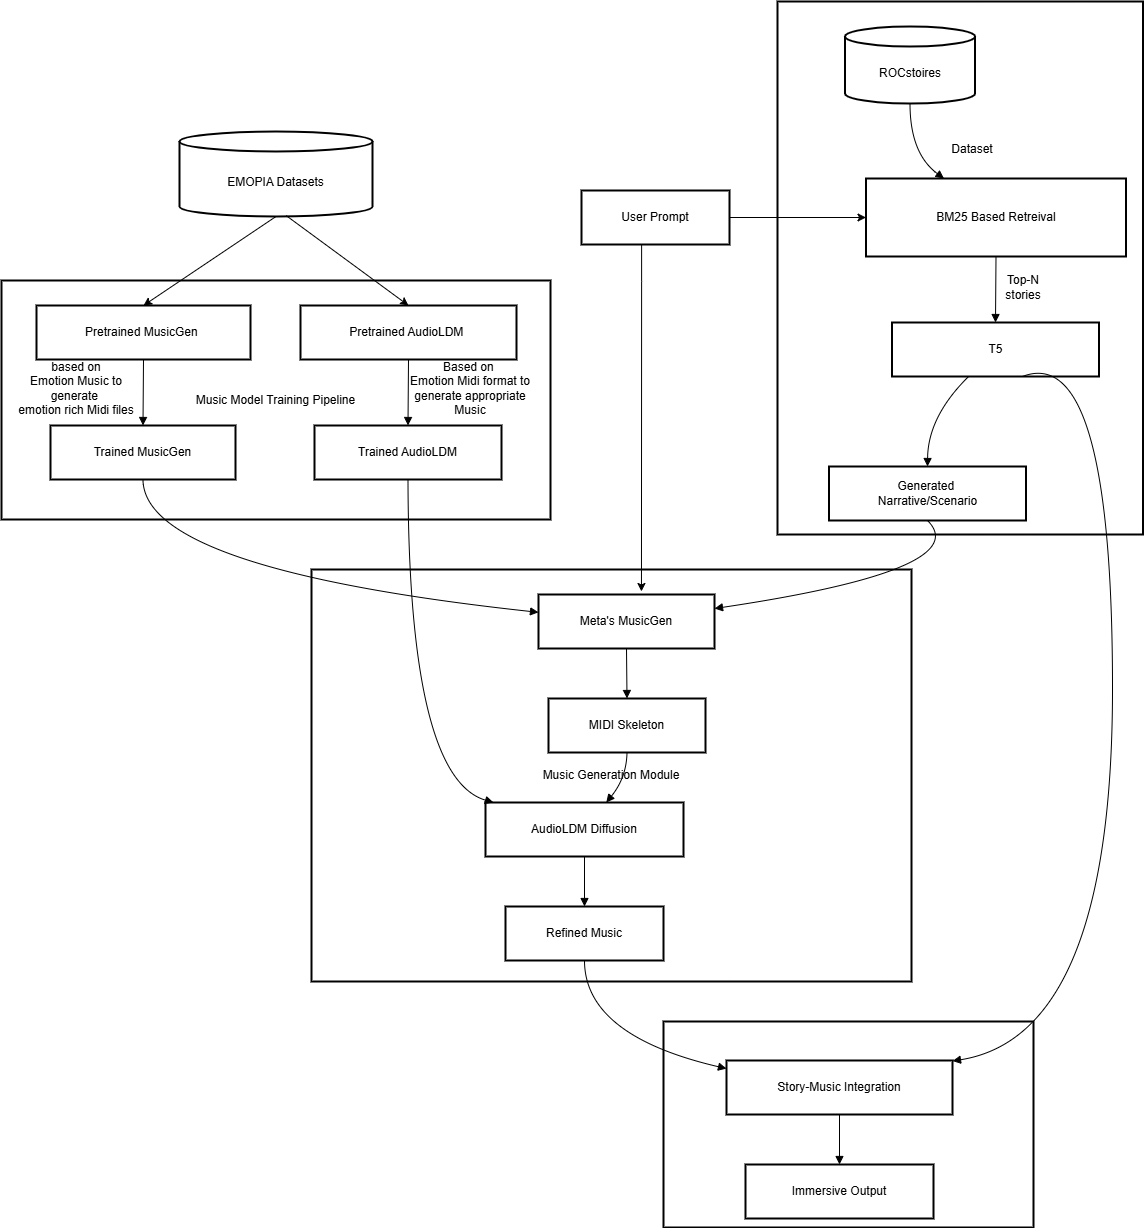 ROCstoires
Dataset
EMOPIA Datasets
User Prompt
BM25 Based Retreival
Top-N
stories
Pretrained MusicGen
Pretrained AudioLDM
T5
based on
Emotion Music to
generate
emotion rich Midi files
Based on
Emotion Midi format to
generate appropriate
Music
Music Model Training Pipeline
Trained MusicGen
Trained AudioLDM
Generated
Narrative/Scenario
Meta's MusicGen
MIDI Skeleton
Music Generation Module
AudioLDM Diffusion
Refined Music
Story-Music Integration
Immersive Output